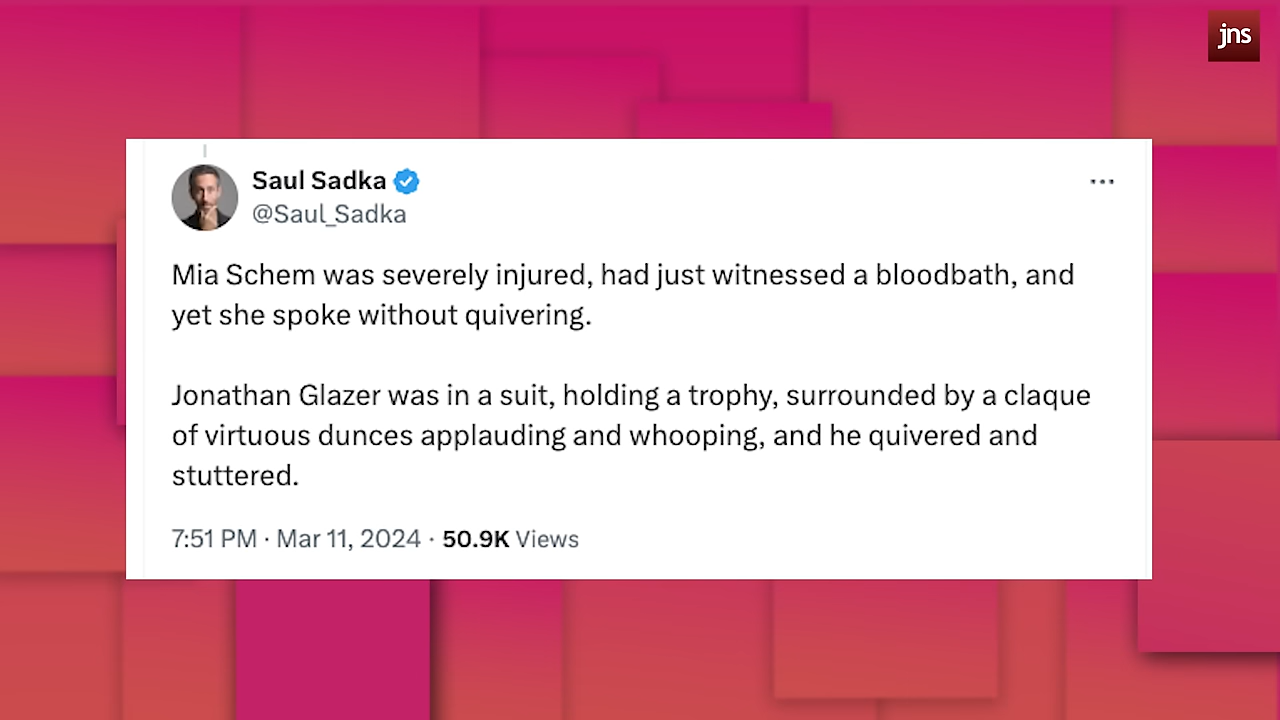 jns
Saul Sadka
@Saul_Sadka
Mia Schem was severely injured, had just witnessed a bloodbath, and
yet she spoke without quivering.
Jonathan Glazer was in a suit, holding a trophy, surrounded by a claque
of virtuous dunces applauding and whooping, and he quivered and
stuttered.
7:51 PM · Mar 11, 2024 · 50.9K Views